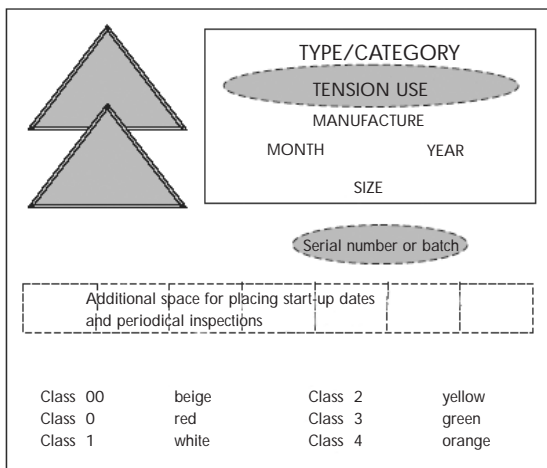 TYPE/CATEGORY
TENSION USE
MANUFACTURE
MONTH YEAR
SIZE
Serial number or batch
Additional space for placing start-up dates
and periodical inspections
Class 00 beige Class 2 yellow
Class 0 red Class 3 green
Class 1 white Class 4 orange